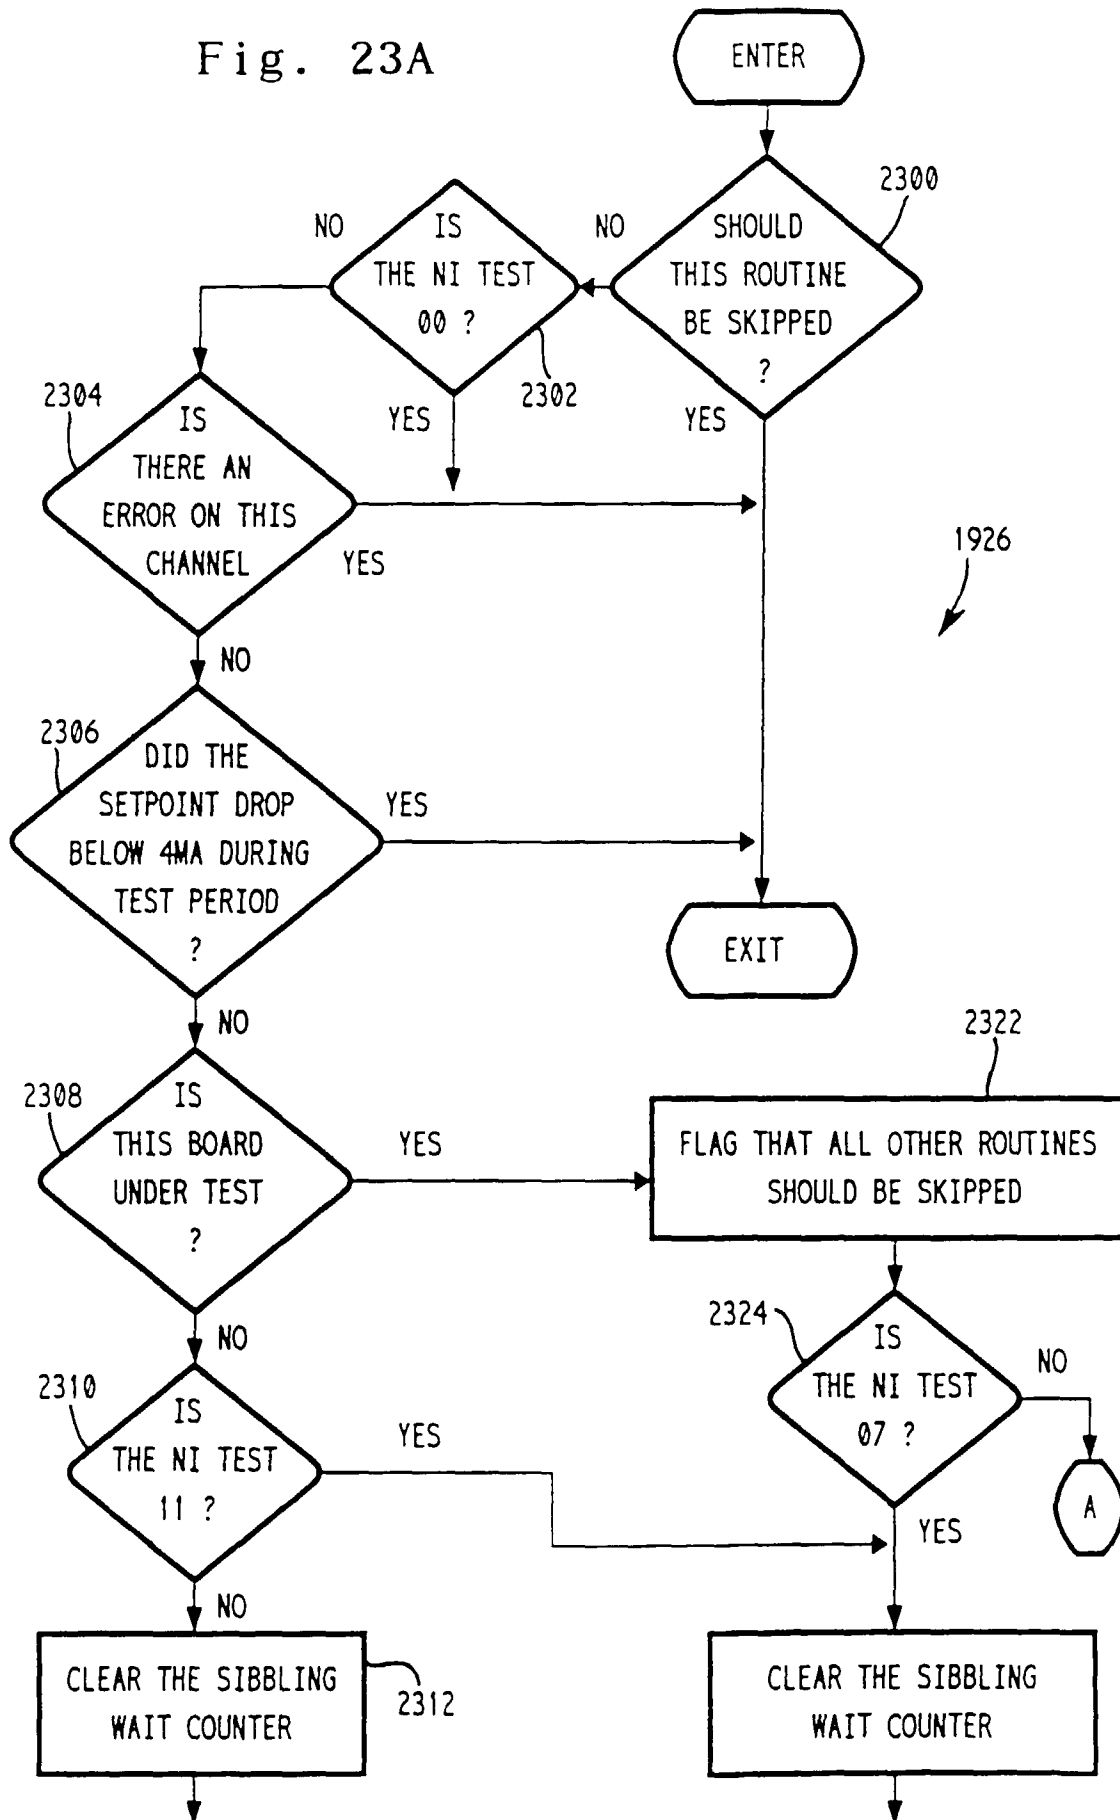 Fig. 23A
ENTER
2300
SHOULD
THIS ROUTINE
BE SKIPPED
?
NO
YES
IS
THE NI TEST
00 ?
2302
NO
YES
2304
IS
THERE AN
ERROR ON THIS
CHANNEL
YES
NO
1926
2306
DID THE
SETPOINT DROP
BELOW 4MA DURING
TEST PERIOD
?
YES
NO
EXIT
2308
IS
THIS BOARD
UNDER TEST
?
YES
NO
2322
FLAG THAT ALL OTHER ROUTINES
SHOULD BE SKIPPED
2324
IS
THE NI TEST
07 ?
NO
A
YES
2310
IS
THE NI TEST
11 ?
YES
NO
CLEAR THE SIBBLING
WAIT COUNTER
2312
CLEAR THE SIBBLING
WAIT COUNTER